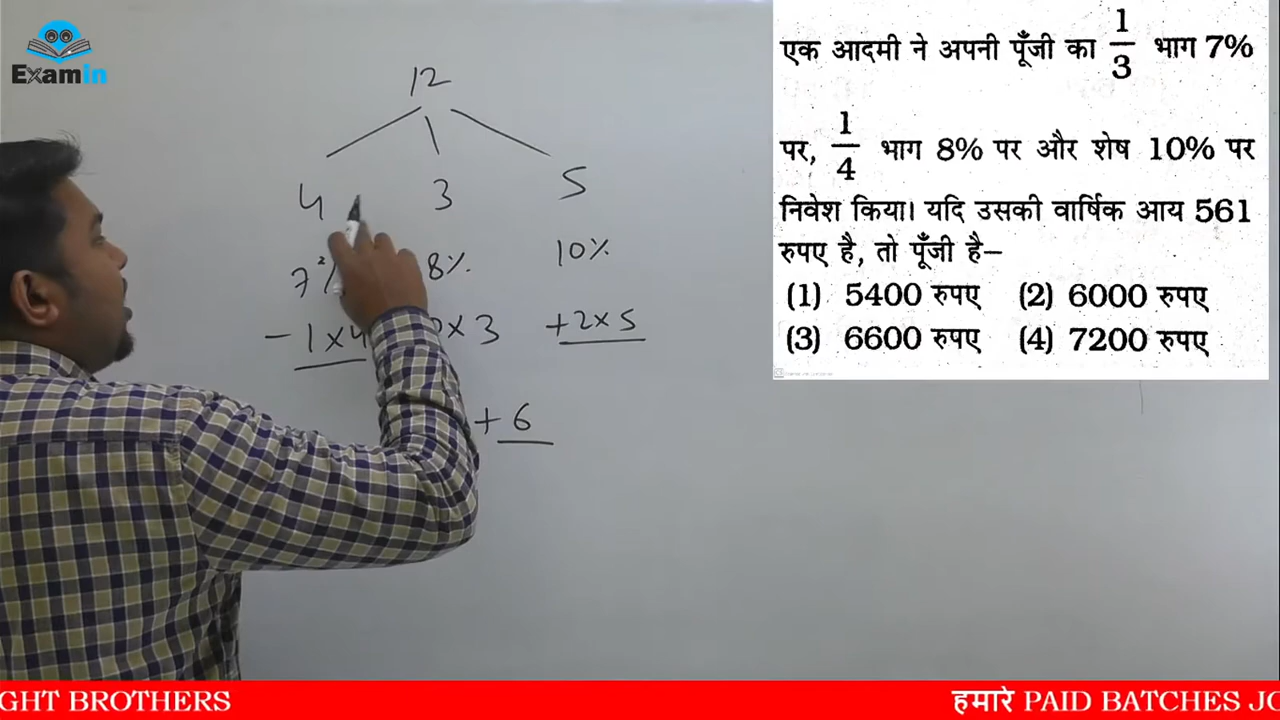 Examin
12
4 3 5
7% 8% 10%
-1×4 ×3 +2×5
+6
एक आदमी ने अपनी पूँजी का 1/3 भाग 7%
पर, 1/4 भाग 8% पर और शेष 10% पर
निवेश किया। यदि उसकी वार्षिक आय 561
रुपए है, तो पूँजी है–
(1) 5400 रुपए (2) 6000 रुपए
(3) 6600 रुपए (4) 7200 रुपए
GHT BROTHERS हमारे PAID BATCHES JO